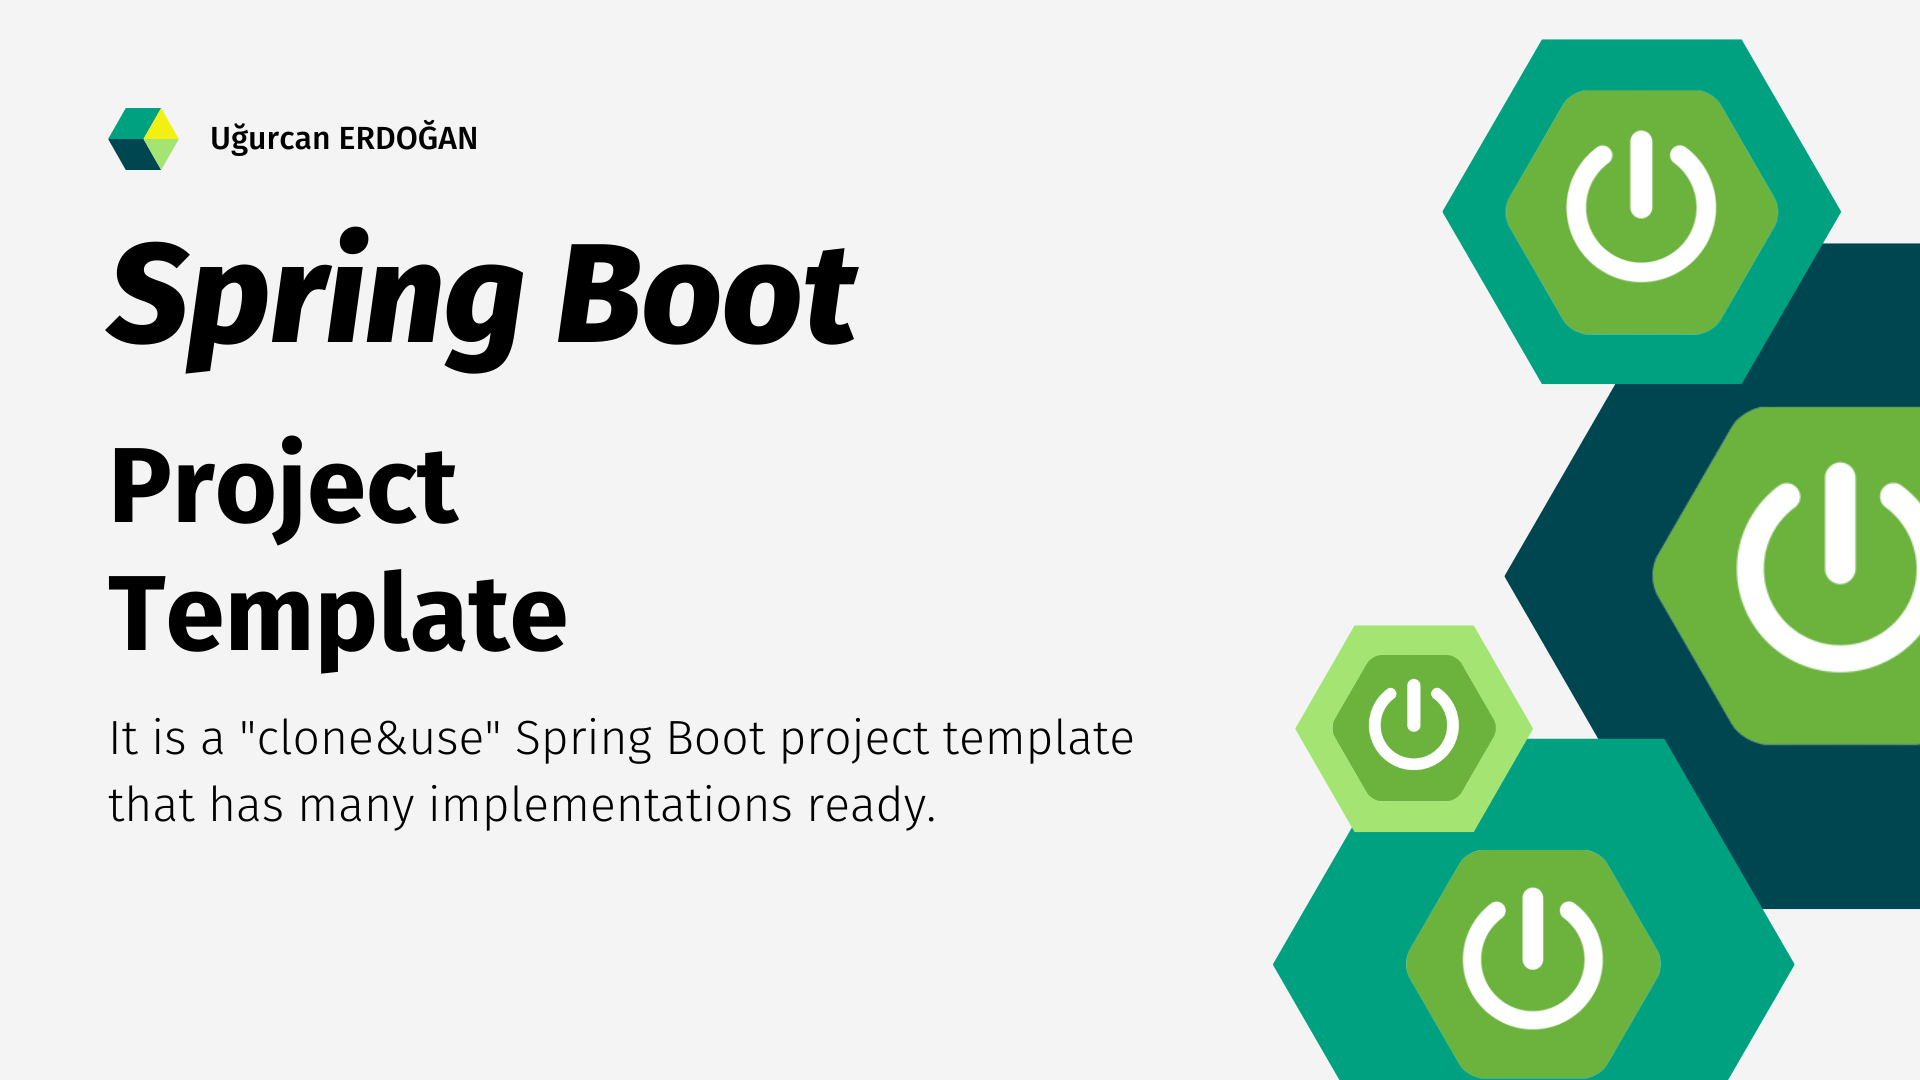 Uğurcan ERDOĞAN
Spring Boot
Project
Template
It is a "clone&use" Spring Boot project template
that has many implementations ready.